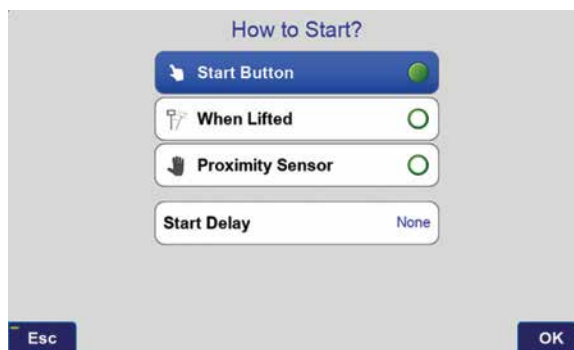 How to Start?
Start Button
When Lifted
Proximity Sensor
Start Delay None
Esc OK